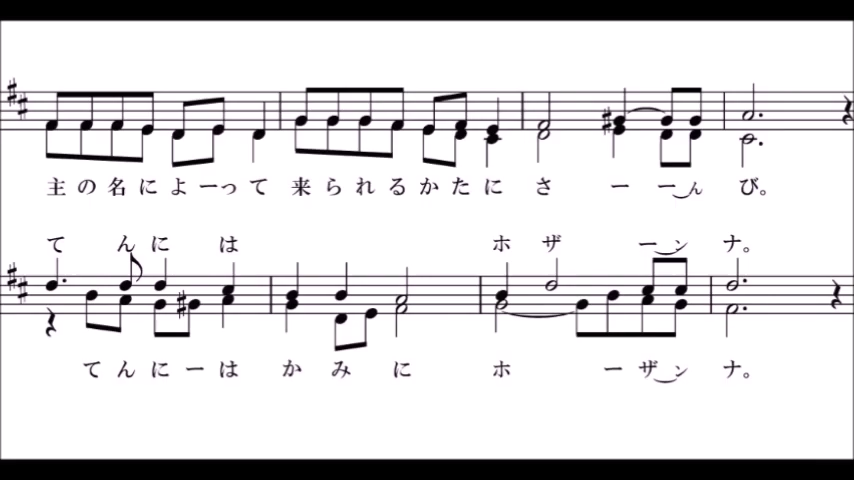 主の名によーって来られるかたにさーーんび。
てんには ホザーンナ。
てんにーはかみにホーザンナ。